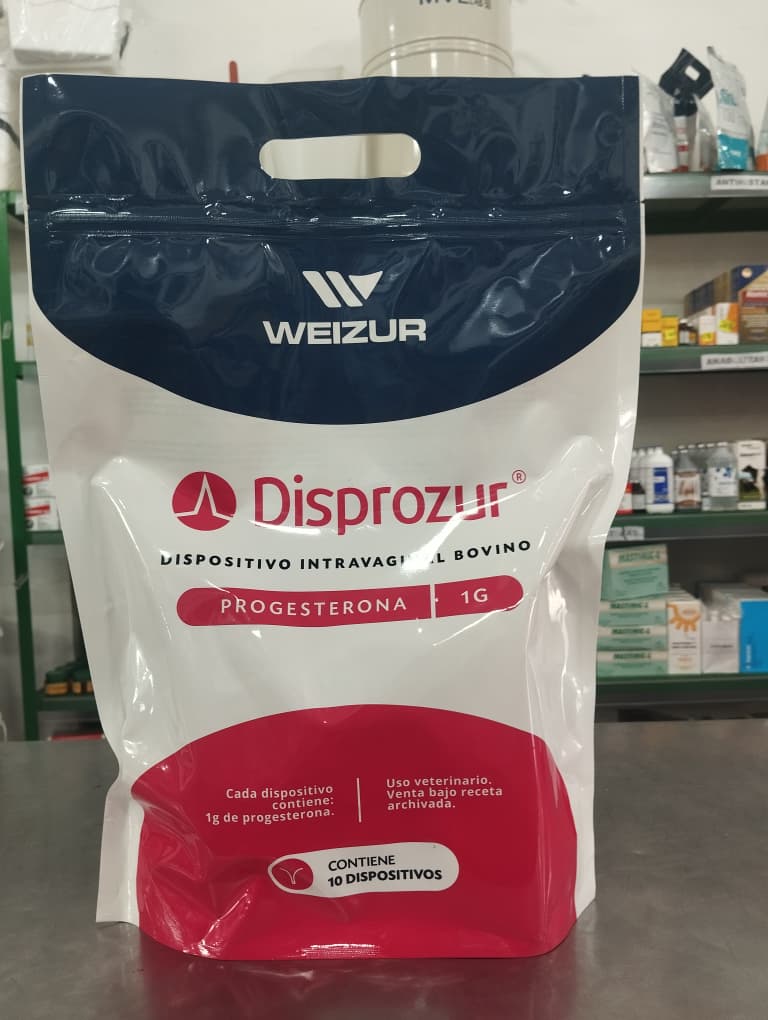 WEIZUR
Disprozur®
DISPOSITIVO INTRAVAGINAL BOVINO
PROGESTERONA | 1G
Cada dispositivo
contiene:
1g de progesterona.
Uso veterinario.
Venta bajo receta
archivada.
CONTIENE
10 DISPOSITIVOS